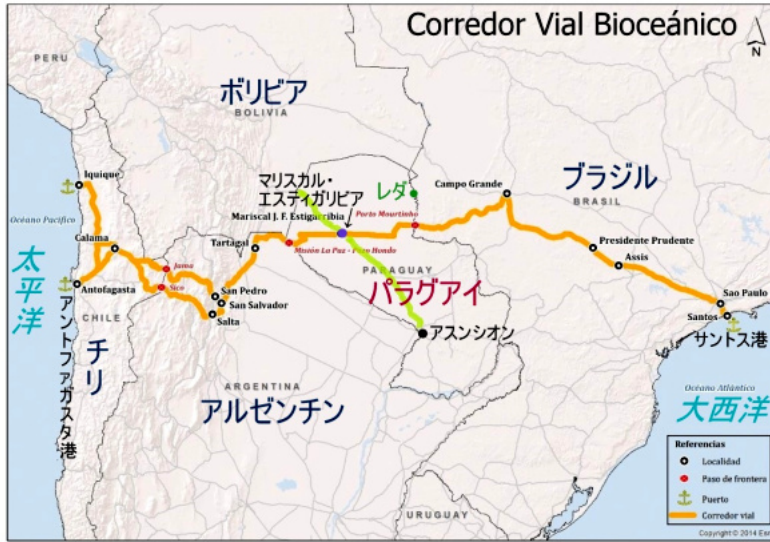 Corredor Vial Bioceánico
N
PERU
ボリビア
BOLIVIA
マリスカル・
エスティガリビア
Mariscal J. F. Estigarribia
レダ
Campo Grande
ブラジル
BRASIL
Iquique
Porto Mourtinho
Océano Pacífico
太平洋
Calama
Tartagal
Misión La Paz - Pozo Hondo
Presidente Prudente
Assis
Jama
Sico
PARAGUAY
パラグアイ
Antofagasta
アントファガスタ港
CHILE
チリ
San Pedro
San Salvador
Salta
アスンシオン
Sao Paulo
Santos
サントス港
ARGENTINA
アルゼンチン
Océano Atlántico
大西洋
URUGUAY
Referencias
Localidad
Paso de frontera
Puerto
Corredor vial
Copyright © 2014 Esri